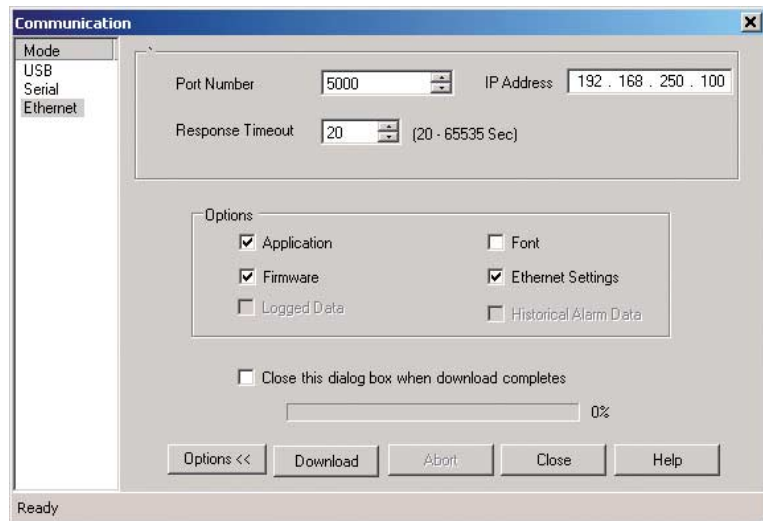 Communication
Mode
USB
Serial
Ethernet
`
Port Number 5000 IP Address 192 . 168 . 250 . 100
Response Timeout 20 (20 - 65535 Sec)
Options
Application Font
Firmware Ethernet Settings
Logged Data Historical Alarm Data
Close this dialog box when download completes
0%
Options << Download Abort Close Help
Ready